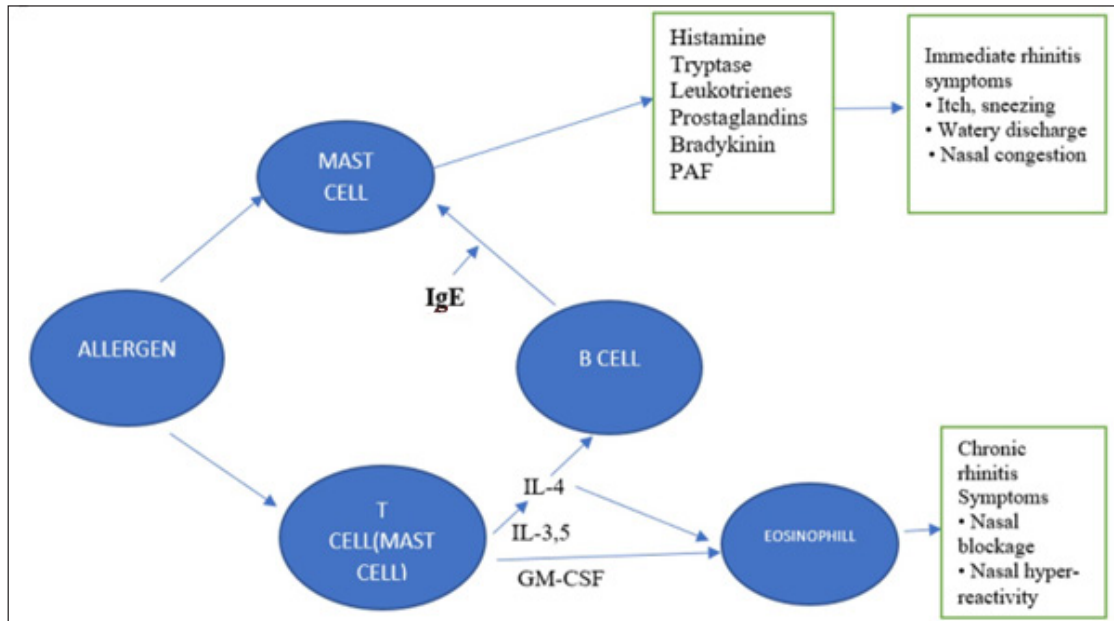 MAST
CELL
Histamine
Tryptase
Leukotrienes
Prostaglandins
Bradykinin
PAF
Immediate rhinitis
symptoms
• Itch, sneezing
• Watery discharge
• Nasal congestion
IgE
ALLERGEN
B CELL
T
CELL(MAST
CELL)
IL-4
IL-3,5
GM-CSF
EOSINOPHILL
Chronic
rhinitis
Symptoms
• Nasal
blockage
• Nasal hyper-
reactivity